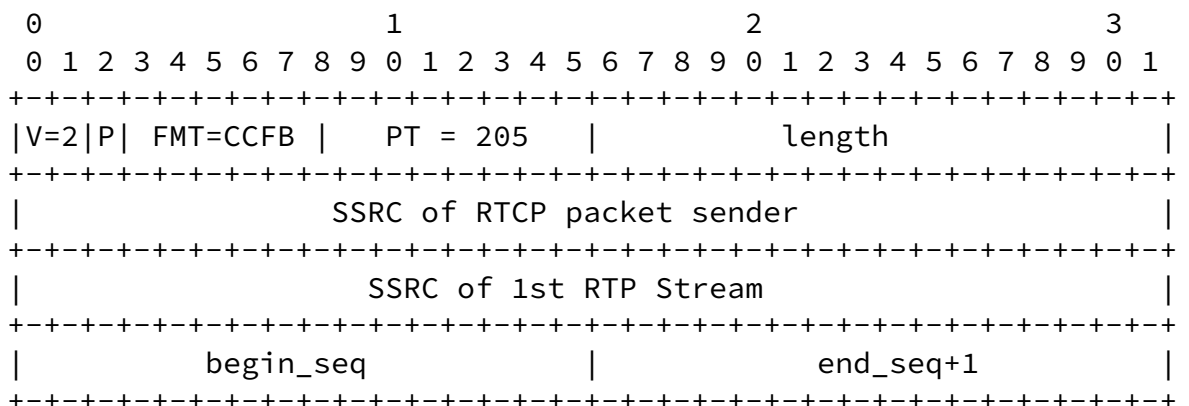 0                   1                   2                   3
 0 1 2 3 4 5 6 7 8 9 0 1 2 3 4 5 6 7 8 9 0 1 2 3 4 5 6 7 8 9 0 1
+-+-+-+-+-+-+-+-+-+-+-+-+-+-+-+-+-+-+-+-+-+-+-+-+-+-+-+-+-+-+-+-+
|V=2|P| FMT=CCFB |   PT = 205    |          length               |
+-+-+-+-+-+-+-+-+-+-+-+-+-+-+-+-+-+-+-+-+-+-+-+-+-+-+-+-+-+-+-+-+
|                 SSRC of RTCP packet sender                    |
+-+-+-+-+-+-+-+-+-+-+-+-+-+-+-+-+-+-+-+-+-+-+-+-+-+-+-+-+-+-+-+-+
|                   SSRC of 1st RTP Stream                      |
+-+-+-+-+-+-+-+-+-+-+-+-+-+-+-+-+-+-+-+-+-+-+-+-+-+-+-+-+-+-+-+-+
|          begin_seq            |            end_seq+1          |
+-+-+-+-+-+-+-+-+-+-+-+-+-+-+-+-+-+-+-+-+-+-+-+-+-+-+-+-+-+-+-+-+